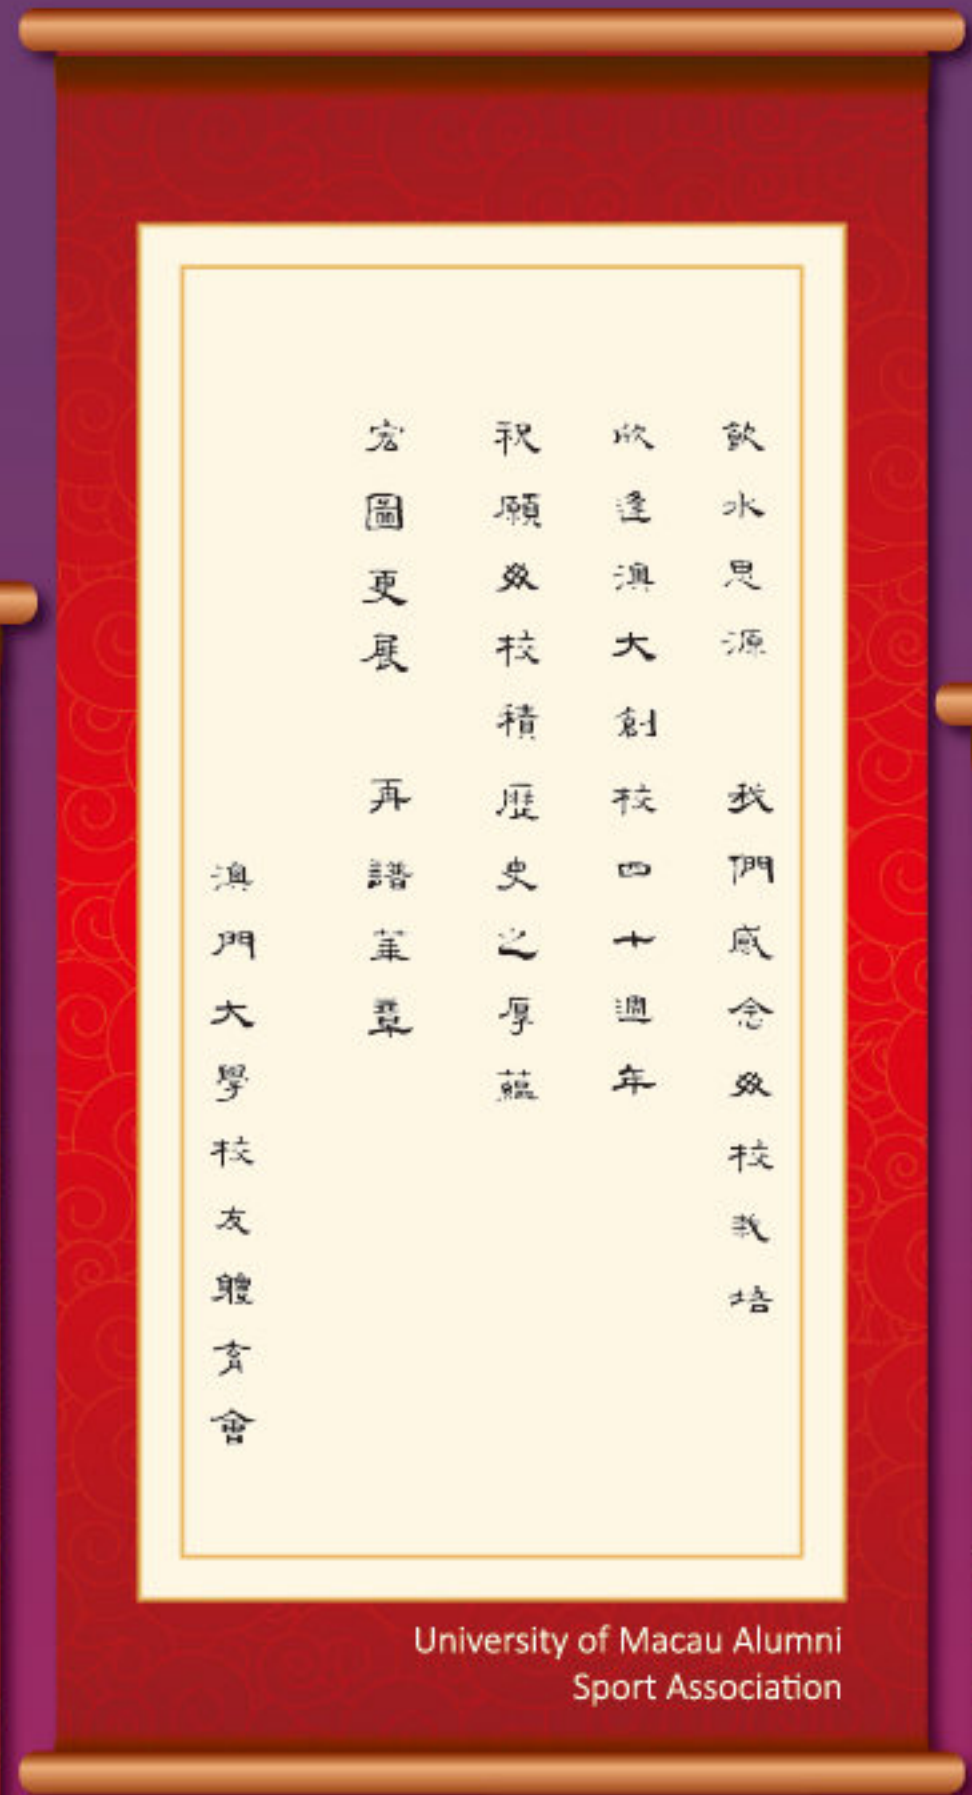 飲水思源 我們感念母校栽培
欣逢澳大創校四十週年
祝願母校積歷史之厚蘊
宏圖更展 再譜華章
澳門大學校友體育會
University of Macau Alumni
Sport Association